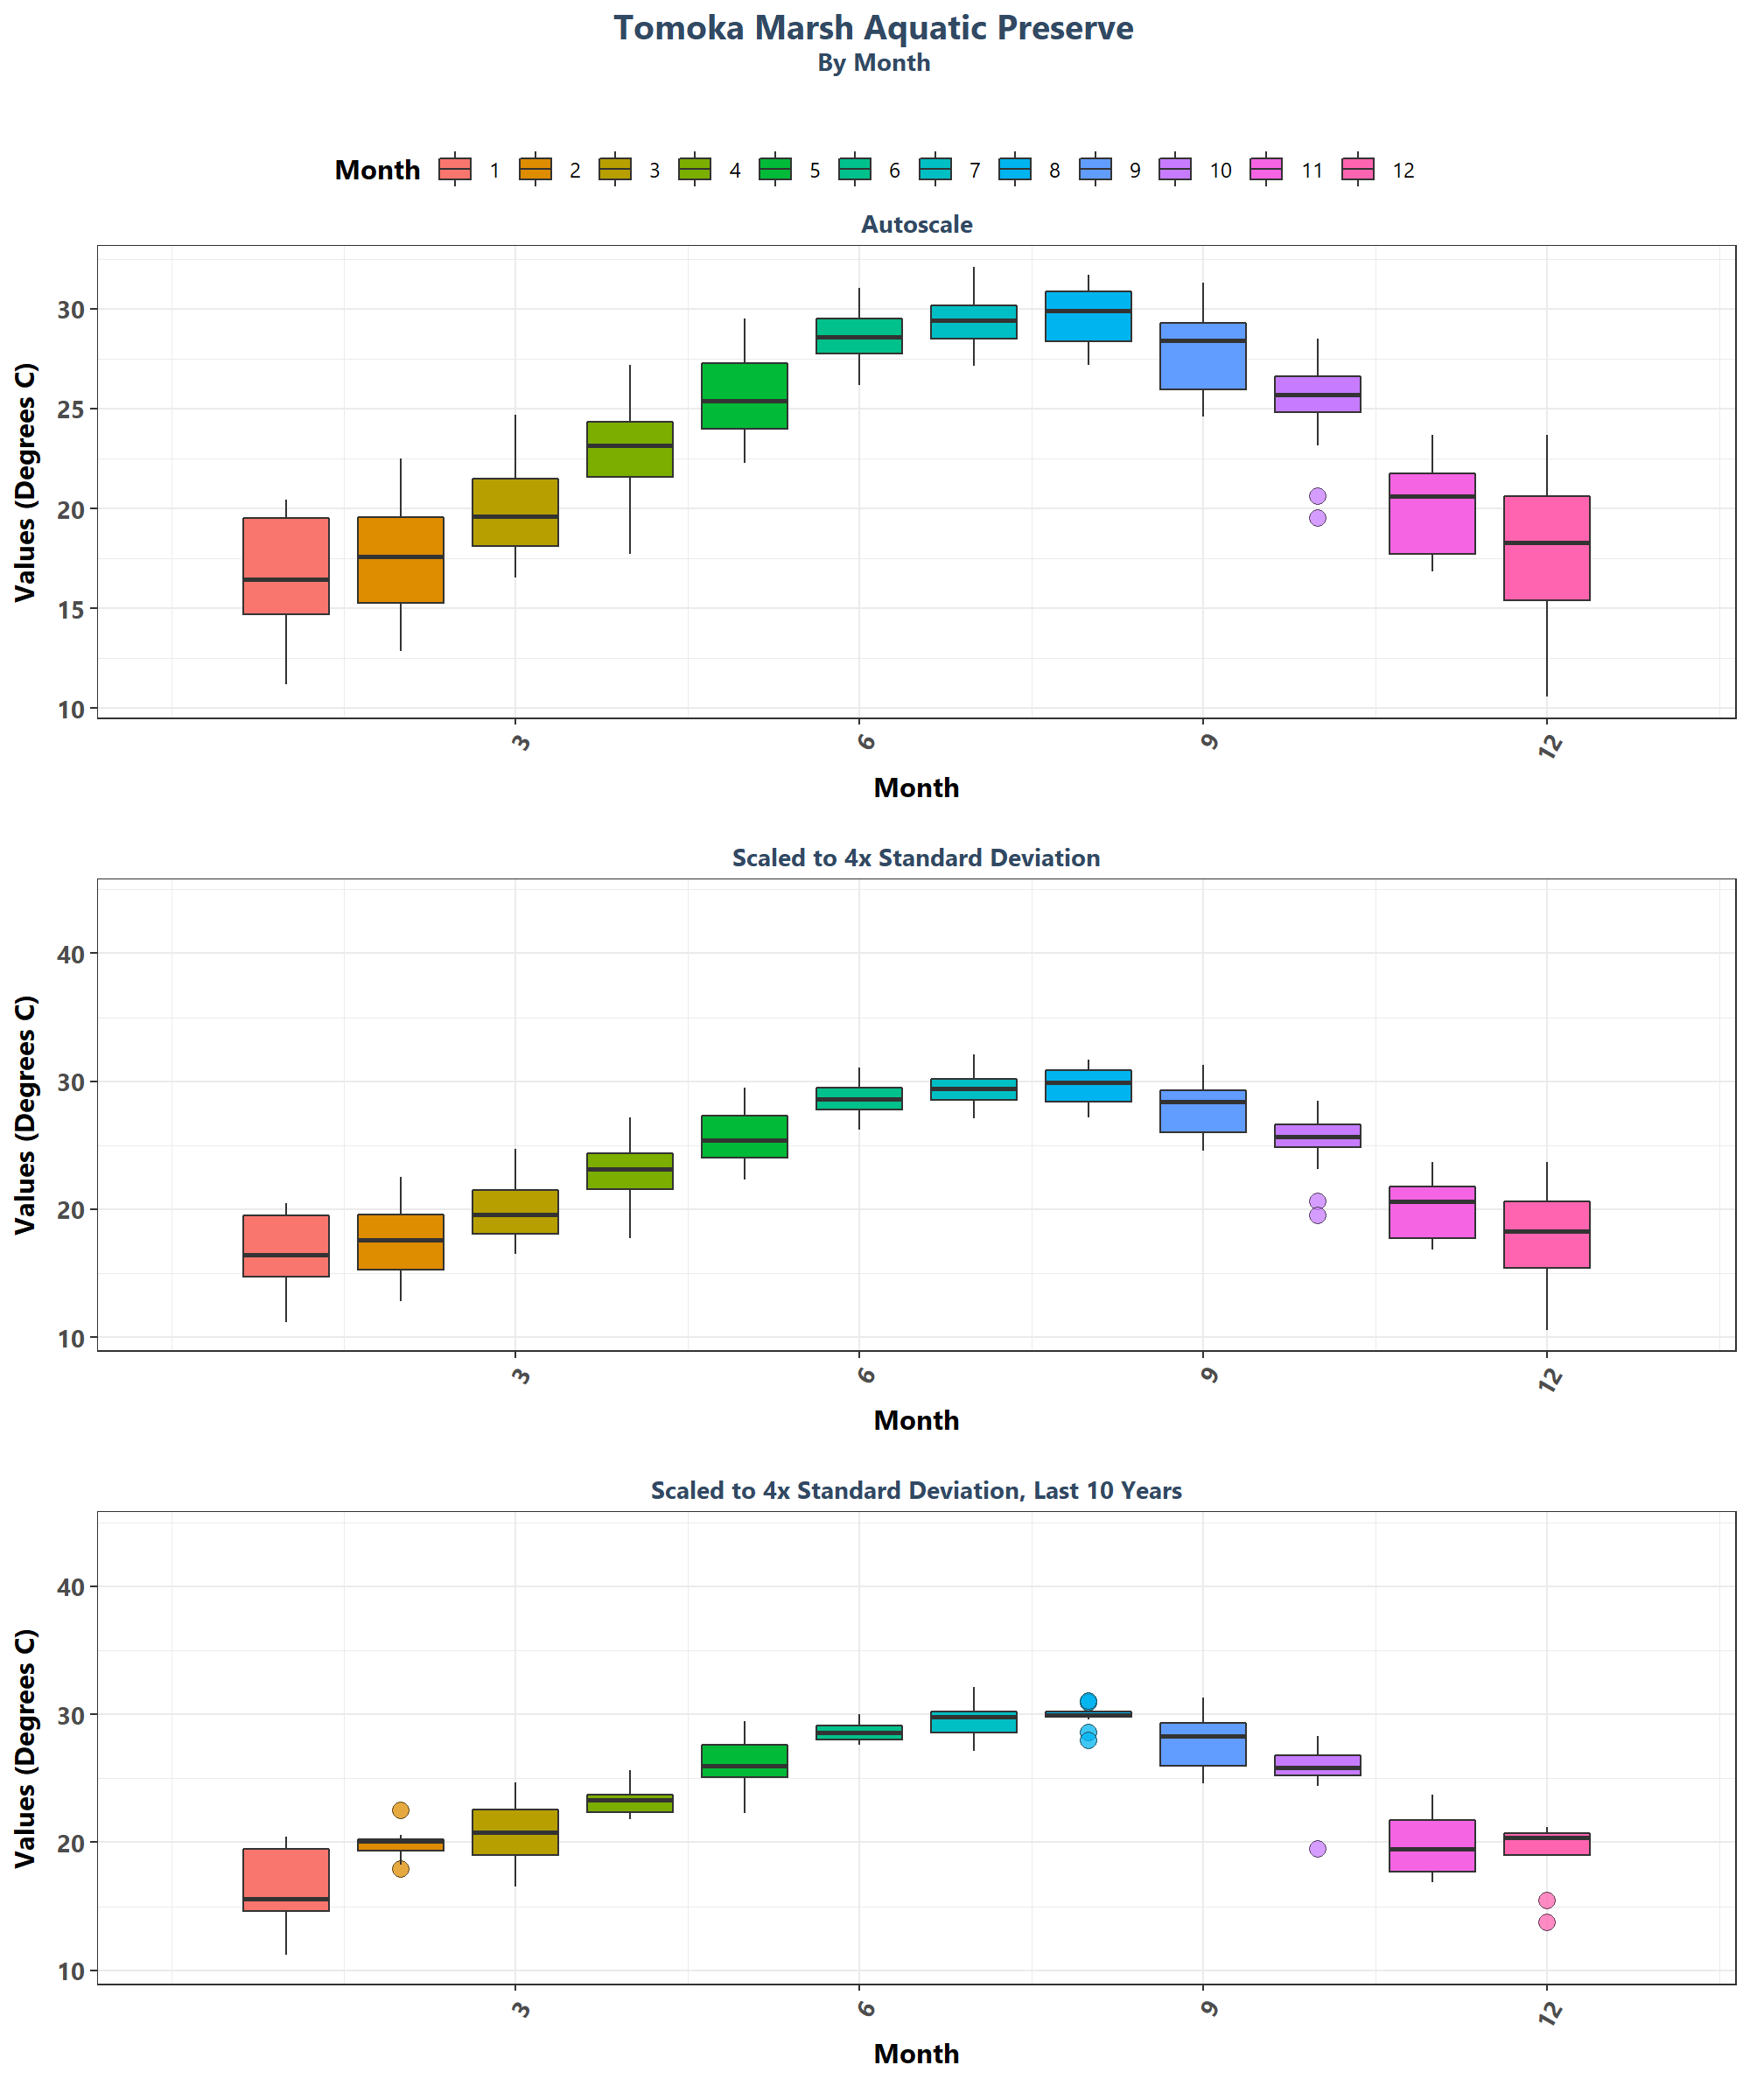 Tomoka Marsh Aquatic Preserve
By Month
Month 1 2 3 4 5 6 7 8 9 10 11 12
Autoscale
Values (Degrees C)
30
25
20
15
10
3 6 9 12
Month
Scaled to 4x Standard Deviation
Values (Degrees C)
40
30
20
10
3 6 9 12
Month
Scaled to 4x Standard Deviation, Last 10 Years
Values (Degrees C)
40
30
20
10
3 6 9 12
Month